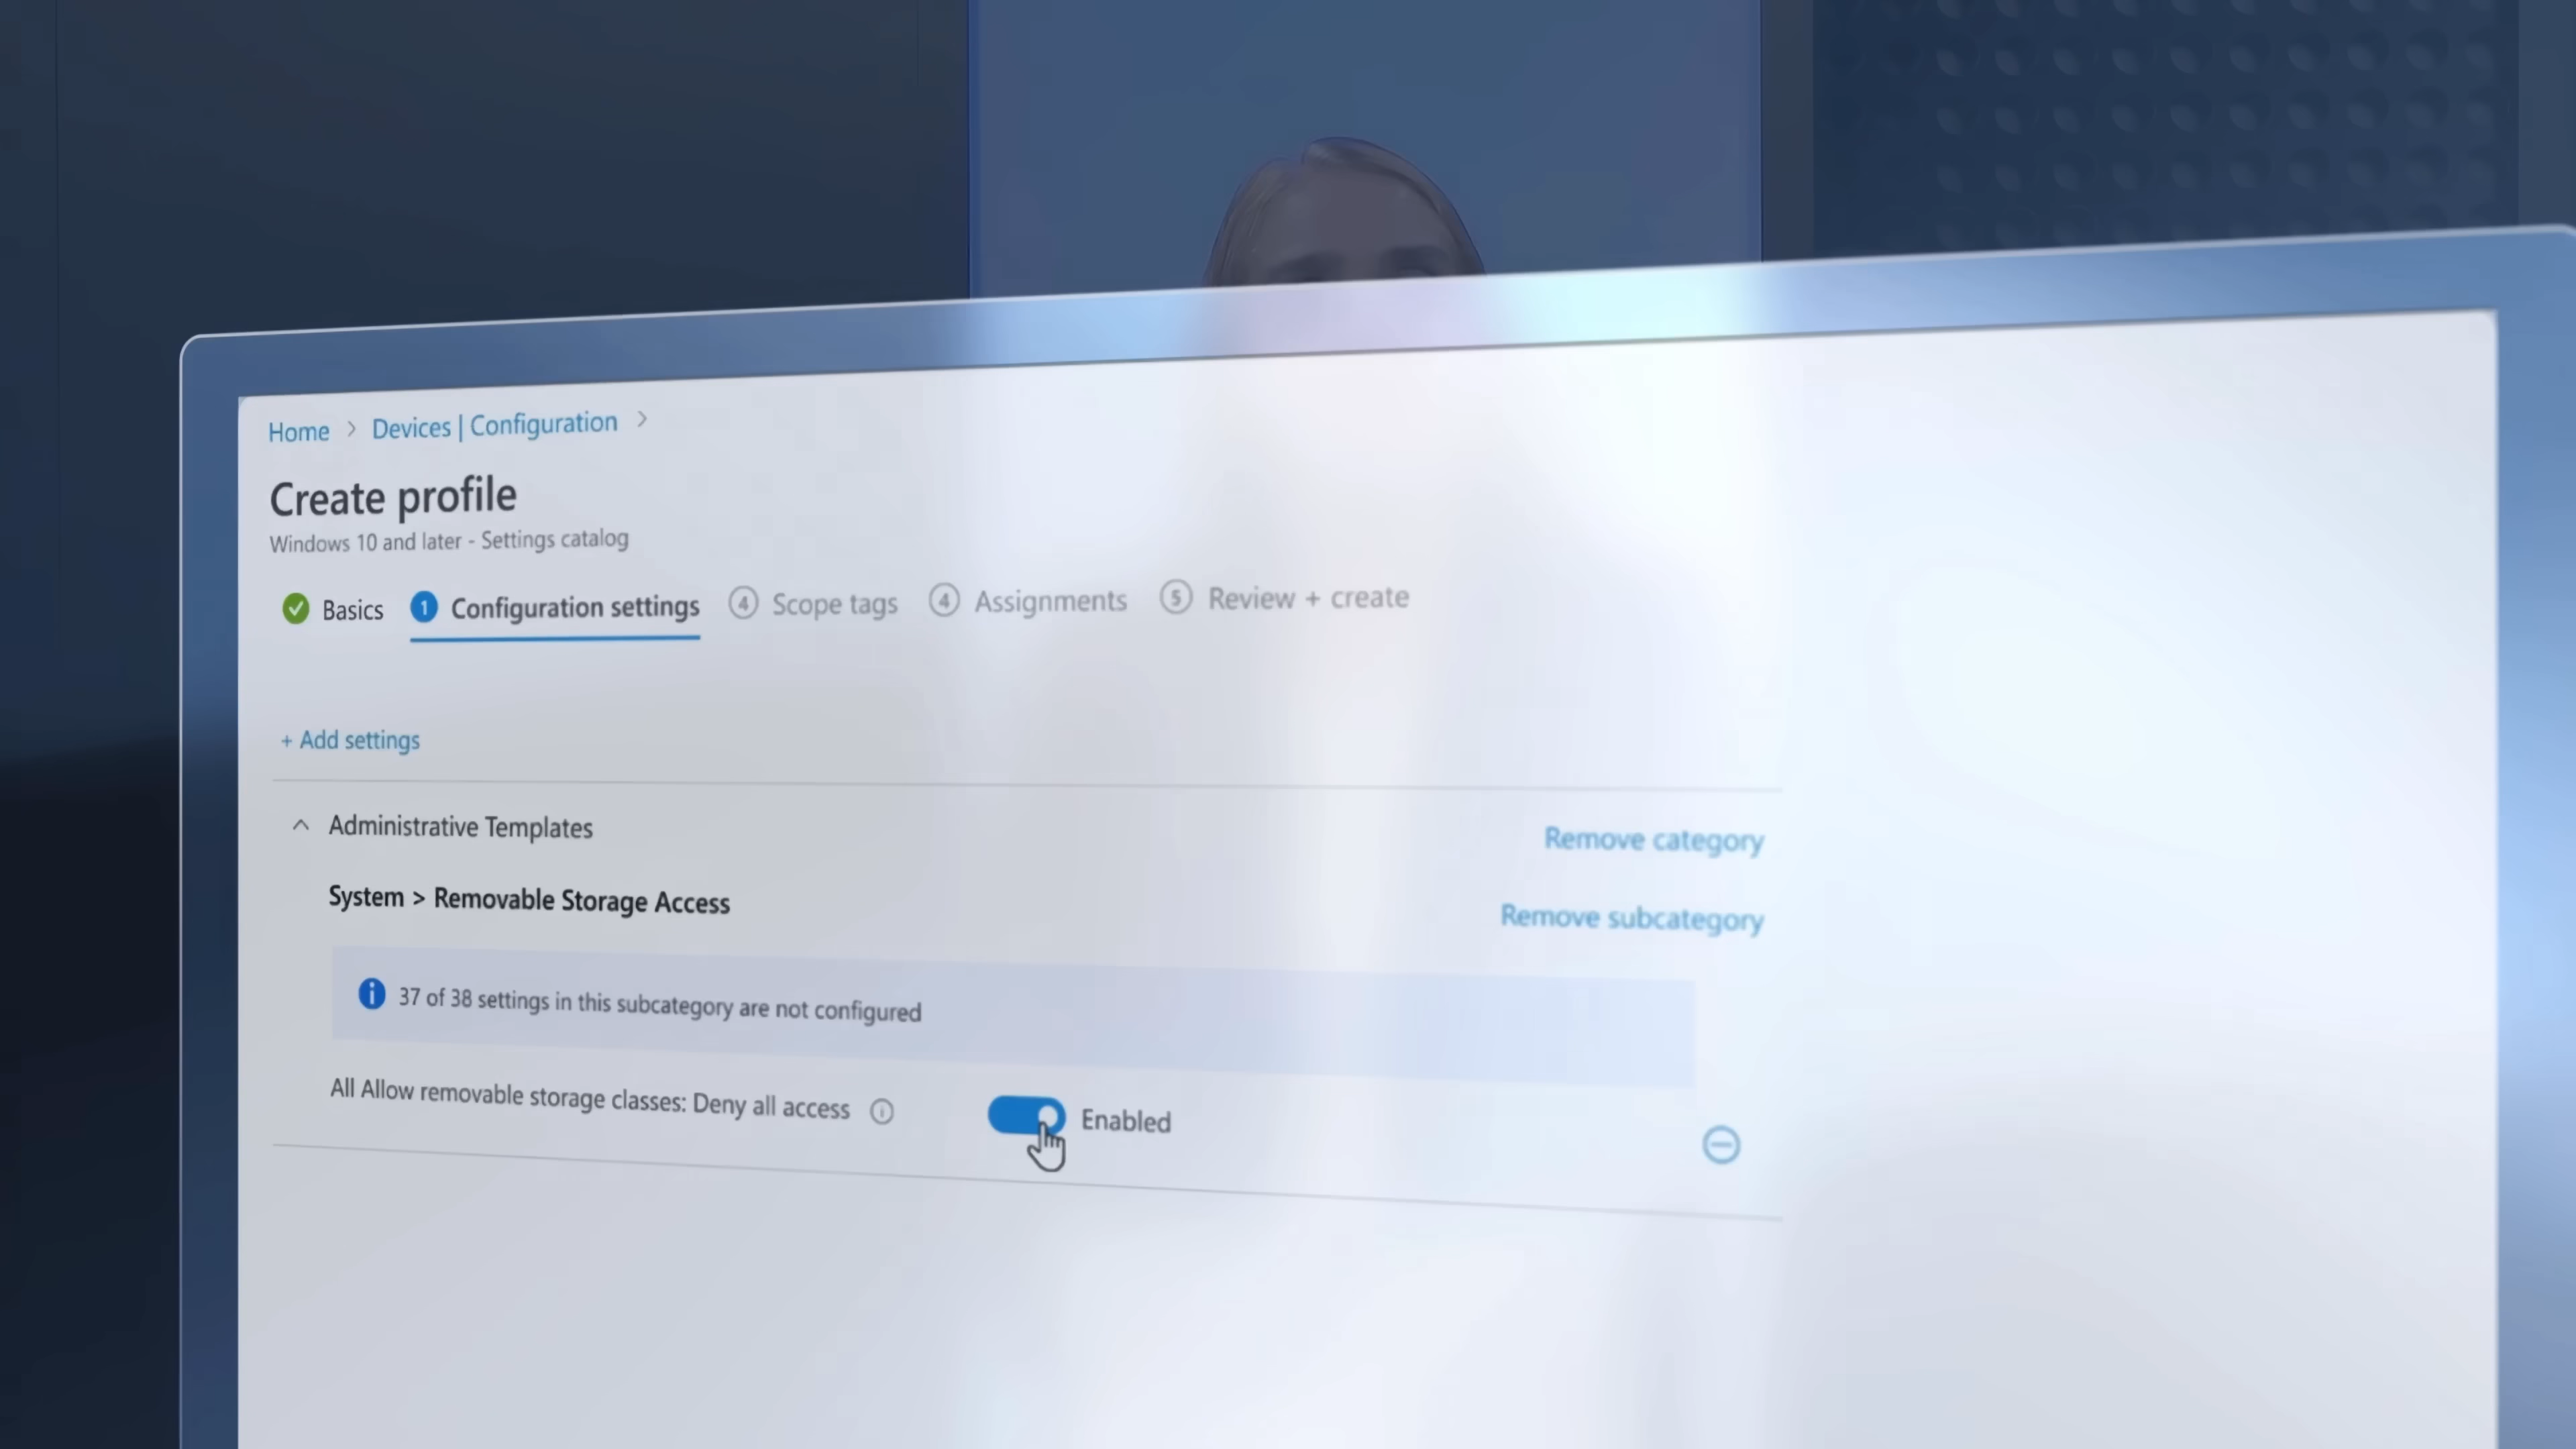 Home > Devices | Configuration >
Create profile
Windows 10 and later - Settings catalog
Basics 1 Configuration settings 4 Scope tags 4 Assignments 5 Review + create
+ Add settings
Administrative Templates Remove category
System > Removable Storage Access Remove subcategory
37 of 38 settings in this subcategory are not configured
All Allow removable storage classes: Deny all access Enabled